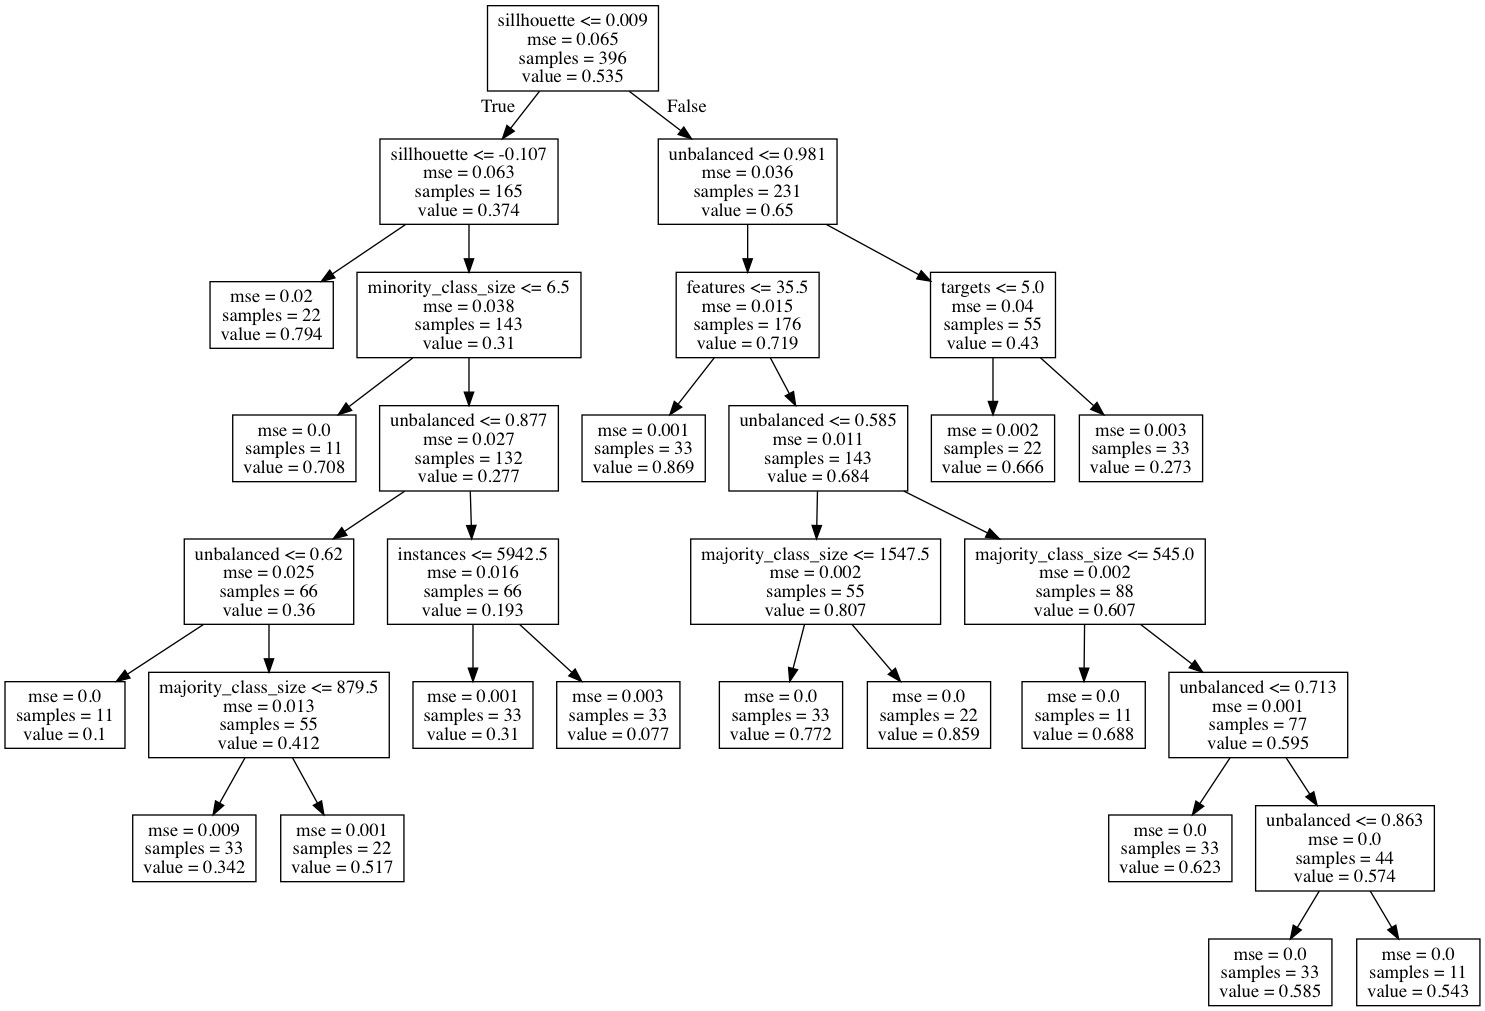 sillhouette <= 0.009
mse = 0.065
samples = 396
value = 0.535
True
False
sillhouette <= -0.107
mse = 0.063
samples = 165
value = 0.374
unbalanced <= 0.981
mse = 0.036
samples = 231
value = 0.65
mse = 0.02
samples = 22
value = 0.794
minority_class_size <= 6.5
mse = 0.038
samples = 143
value = 0.31
features <= 35.5
mse = 0.015
samples = 176
value = 0.719
targets <= 5.0
mse = 0.04
samples = 55
value = 0.43
mse = 0.0
samples = 11
value = 0.708
unbalanced <= 0.877
mse = 0.027
samples = 132
value = 0.277
mse = 0.001
samples = 33
value = 0.869
unbalanced <= 0.585
mse = 0.011
samples = 143
value = 0.684
mse = 0.002
samples = 22
value = 0.666
mse = 0.003
samples = 33
value = 0.273
unbalanced <= 0.62
mse = 0.025
samples = 66
value = 0.36
instances <= 5942.5
mse = 0.016
samples = 66
value = 0.193
majority_class_size <= 1547.5
mse = 0.002
samples = 55
value = 0.807
majority_class_size <= 545.0
mse = 0.002
samples = 88
value = 0.607
mse = 0.0
samples = 11
value = 0.1
majority_class_size <= 879.5
mse = 0.013
samples = 55
value = 0.412
mse = 0.001
samples = 33
value = 0.31
mse = 0.003
samples = 33
value = 0.077
mse = 0.0
samples = 33
value = 0.772
mse = 0.0
samples = 22
value = 0.859
mse = 0.0
samples = 11
value = 0.688
unbalanced <= 0.713
mse = 0.001
samples = 77
value = 0.595
mse = 0.009
samples = 33
value = 0.342
mse = 0.001
samples = 22
value = 0.517
mse = 0.0
samples = 33
value = 0.623
unbalanced <= 0.863
mse = 0.0
samples = 44
value = 0.574
mse = 0.0
samples = 33
value = 0.585
mse = 0.0
samples = 11
value = 0.543